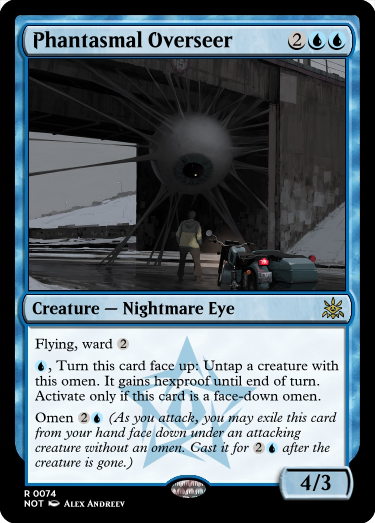 Phantasmal Overseer 2UU
Creature — Nightmare Eye
Flying, ward 2
U, Turn this card face up: Untap a creature with
this omen. It gains hexproof until end of turn.
Activate only if this card is a face-down omen.
Omen 2U (As you attack, you may exile this card
from your hand face down under an attacking
creature without an omen. Cast it for 2U after the
creature is gone.)
4/3
R 0074
NOT ALEX ANDREEV